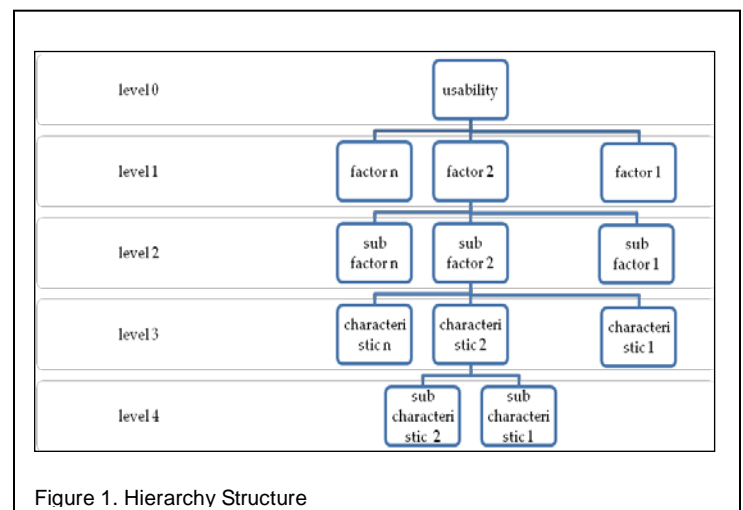 level 0
usability
level 1
factor n
factor 2
factor 1
level 2
sub
factor n
sub
factor 2
sub
factor 1
level 3
characteri
stic n
characteri
stic 2
characteri
stic 1
level 4
sub
characteri
stic 2
sub
characteri
stic 1
Figure 1. Hierarchy Structure